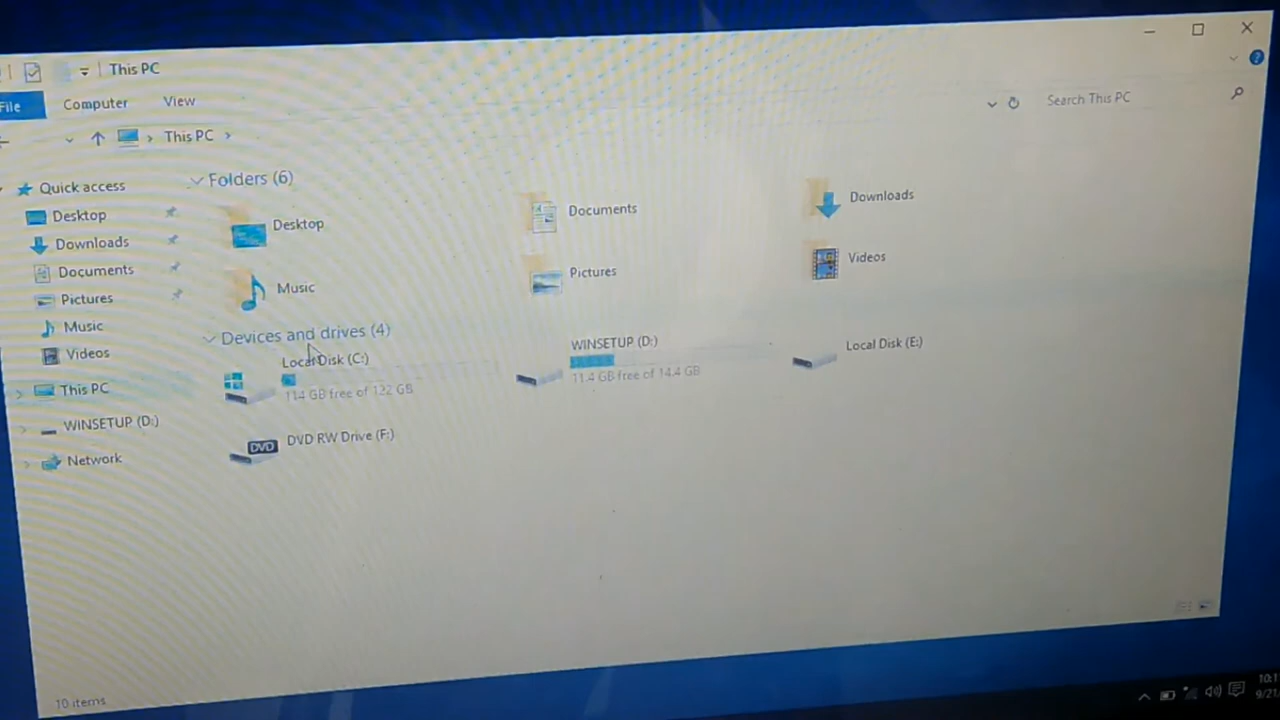 This PC
File
Computer
View
This PC
Search This PC
Quick access
Desktop
Downloads
Documents
Pictures
Music
Videos
This PC
WINSETUP (D:)
Network
Folders (6)
Desktop
Documents
Downloads
Music
Pictures
Videos
Devices and drives (4)
Local Disk (C:)
114 GB free of 122 GB
WINSETUP (D:)
11.4 GB free of 14.4 GB
Local Disk (E:)
DVD
DVD RW Drive (F:)
10 items